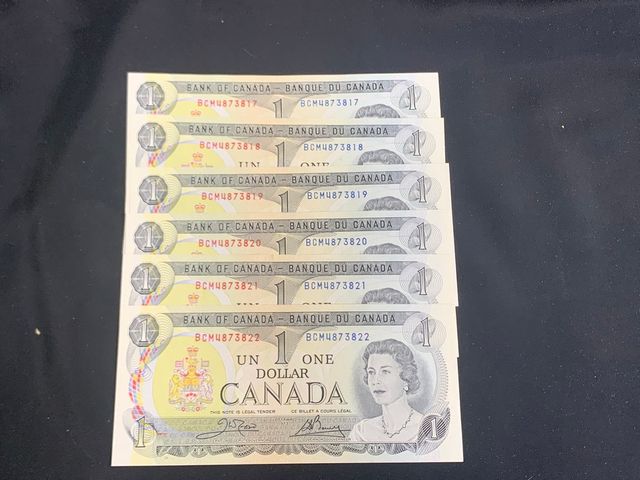 BANK OF CANADA – BANQUE DU CANADA
1 BCM4873817 1 BCM4873817 1
BANK OF CANADA – BANQUE DU CANADA
1 BCM4873818 BCM4873818 1
UN 1 ONE
BANK OF CANADA – BANQUE DU CANADA
1 BCM4873819 1 BCM4873819 1
BANK OF CANADA – BANQUE DU CANADA
1 BCM4873820 1 BCM4873820 1
BANK OF CANADA – BANQUE DU CANADA
1 BCM4873821 1 BCM4873821 1
BANK OF CANADA – BANQUE DU CANADA
1 BCM4873822 BCM4873822 1
UN 1 ONE
DOLLAR
CANADA
THIS NOTE IS LEGAL TENDER CE BILLET A COURS LÉGAL
1 1